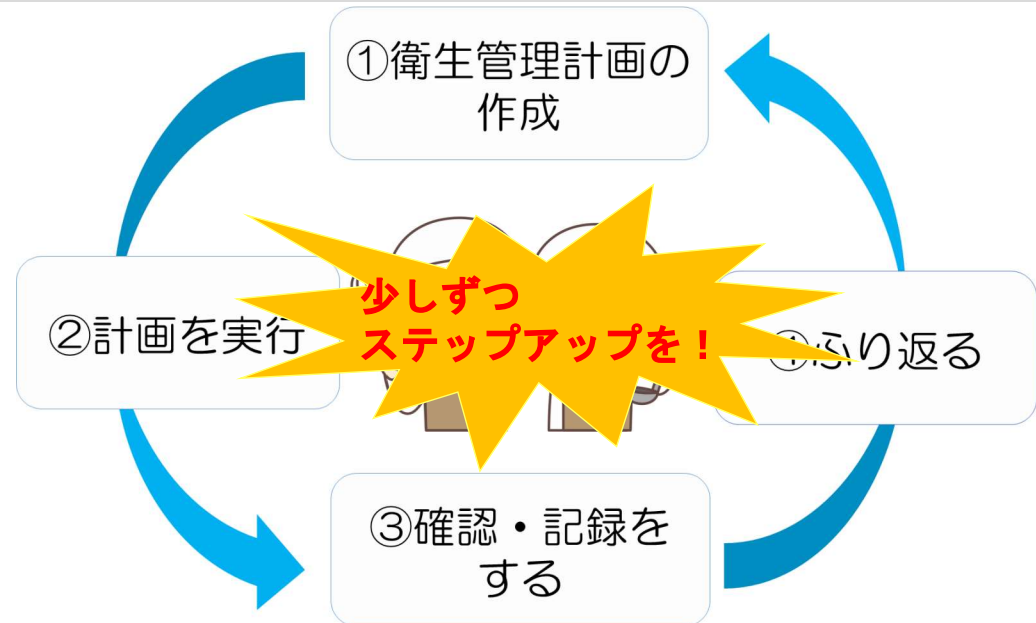 ①衛生管理計画の
作成
②計画を実行
少しずつ
ステップアップを！
ふり返る
③確認・記録を
する